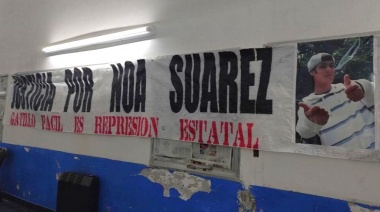 JUSTICIA POR NOA SUAREZ
GATILLO FACIL ES REPRESION ESTATAL